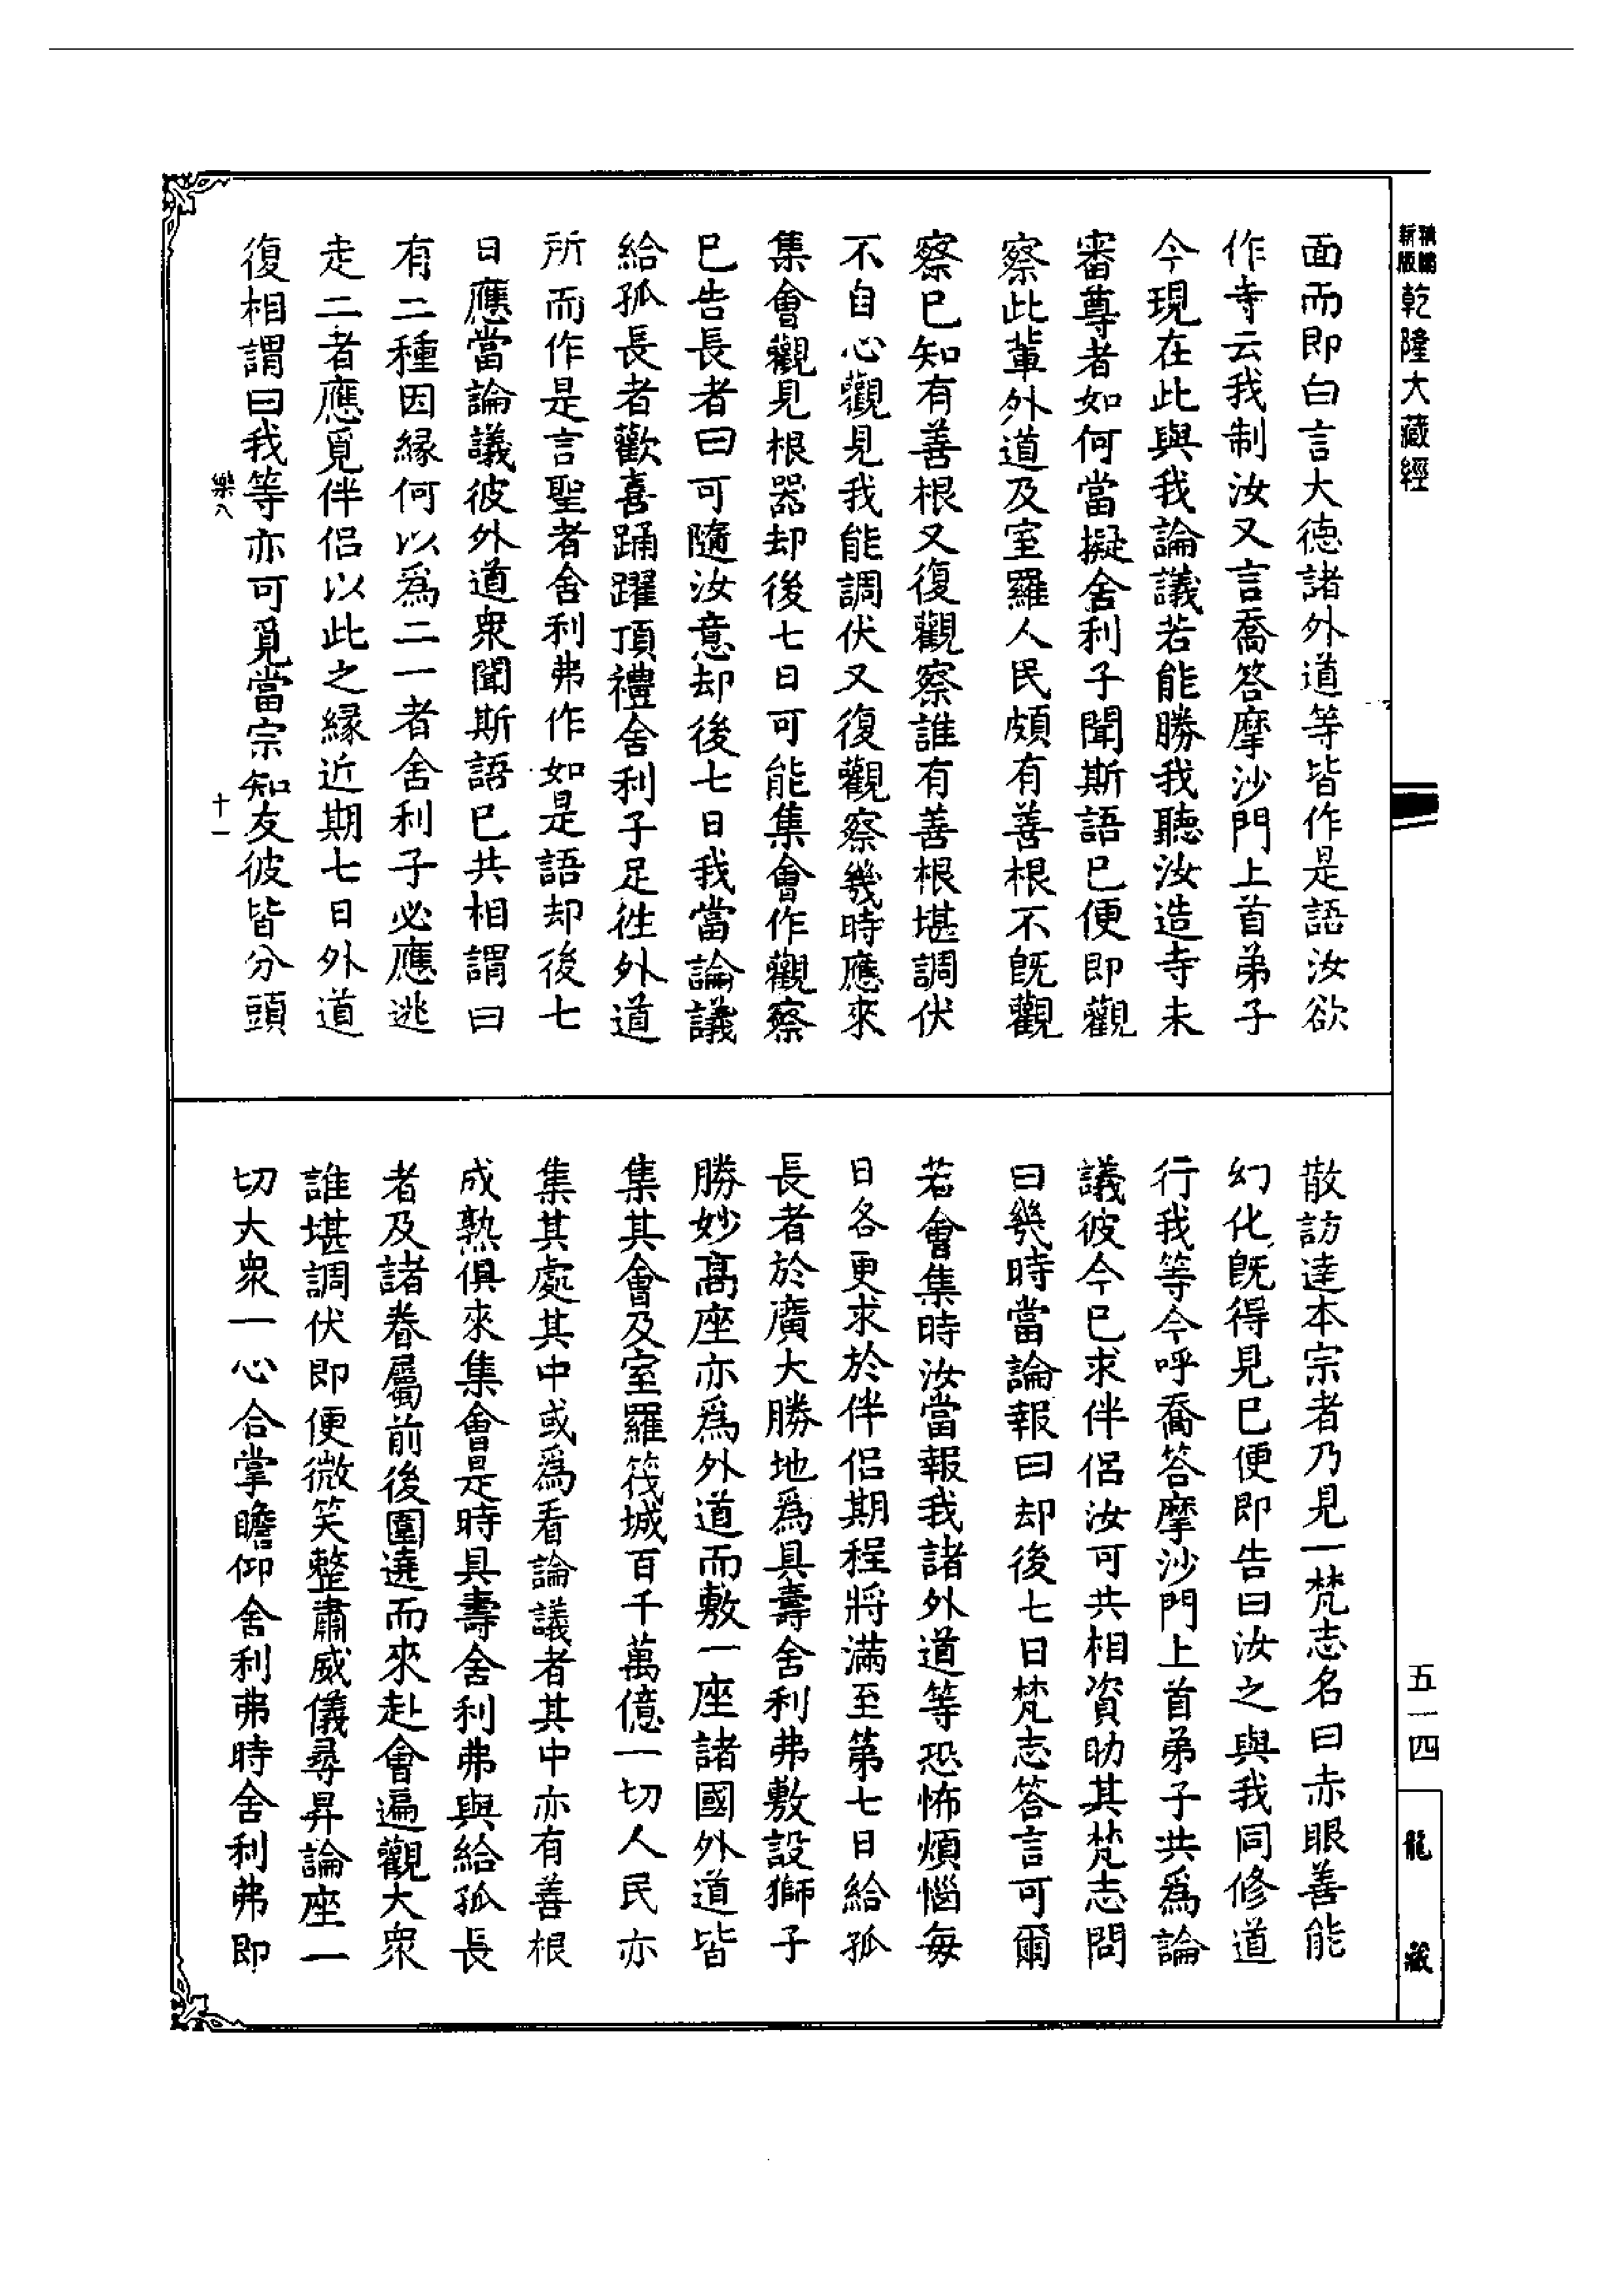 新版
乾隆大藏經
面而即白言大德諸外道等皆作是語汝欲
作寺云我制汝又言喬答摩沙門上首弟子
今現在此與我論議若能勝我聽汝造寺未
審尊者如何當擬舍利子聞斯語已便即觀
察此輩外道及室羅人民頗有善根不旣觀
察已知有善根又復觀察誰有善根堪調伏
不自心觀見我能調伏又復觀察幾時應來
集會觀見根器却後七日可能集會作觀察
已告長者曰可隨汝意却後七日我當論議
給孤長者歡喜踊躍頂禮舍利子足往外道
所而作是言聖者舍利弗作如是語却後七
日應當論議彼外道衆聞斯語已共相謂曰
有二種因緣何以爲二一者舍利子必應逃
走二者應覓伴侶以此之緣近期七日外道
復相謂曰我等亦可覓當宗知友彼皆分頭
樂八
十一
散訪達本宗者乃見一梵志名曰赤眼善能
幻化旣得見已便即告曰汝之與我同修道
行我等今呼喬答摩沙門上首弟子共爲論
議彼今已求伴侶汝可共相資助其梵志問
曰幾時當論報曰却後七日梵志答言可爾
若會集時汝當報我諸外道等恐怖煩惱每
日各更求於伴侶期程將滿至第七日給孤
長者於廣大勝地爲具壽舍利弗敷設獅子
勝妙高座亦爲外道而敷一座諸國外道皆
集其會及室羅筏城百千萬億一切人民亦
集其處其中或爲看論議者其中亦有善根
成熟俱來集會是時具壽舍利弗與給孤長
者及諸眷屬前後圍遶而來赴會遍觀大衆
誰堪調伏即便微笑整肅威儀尋昇論座一
切大衆一心合掌瞻仰舍利弗時舍利弗即
五一四
龍藏